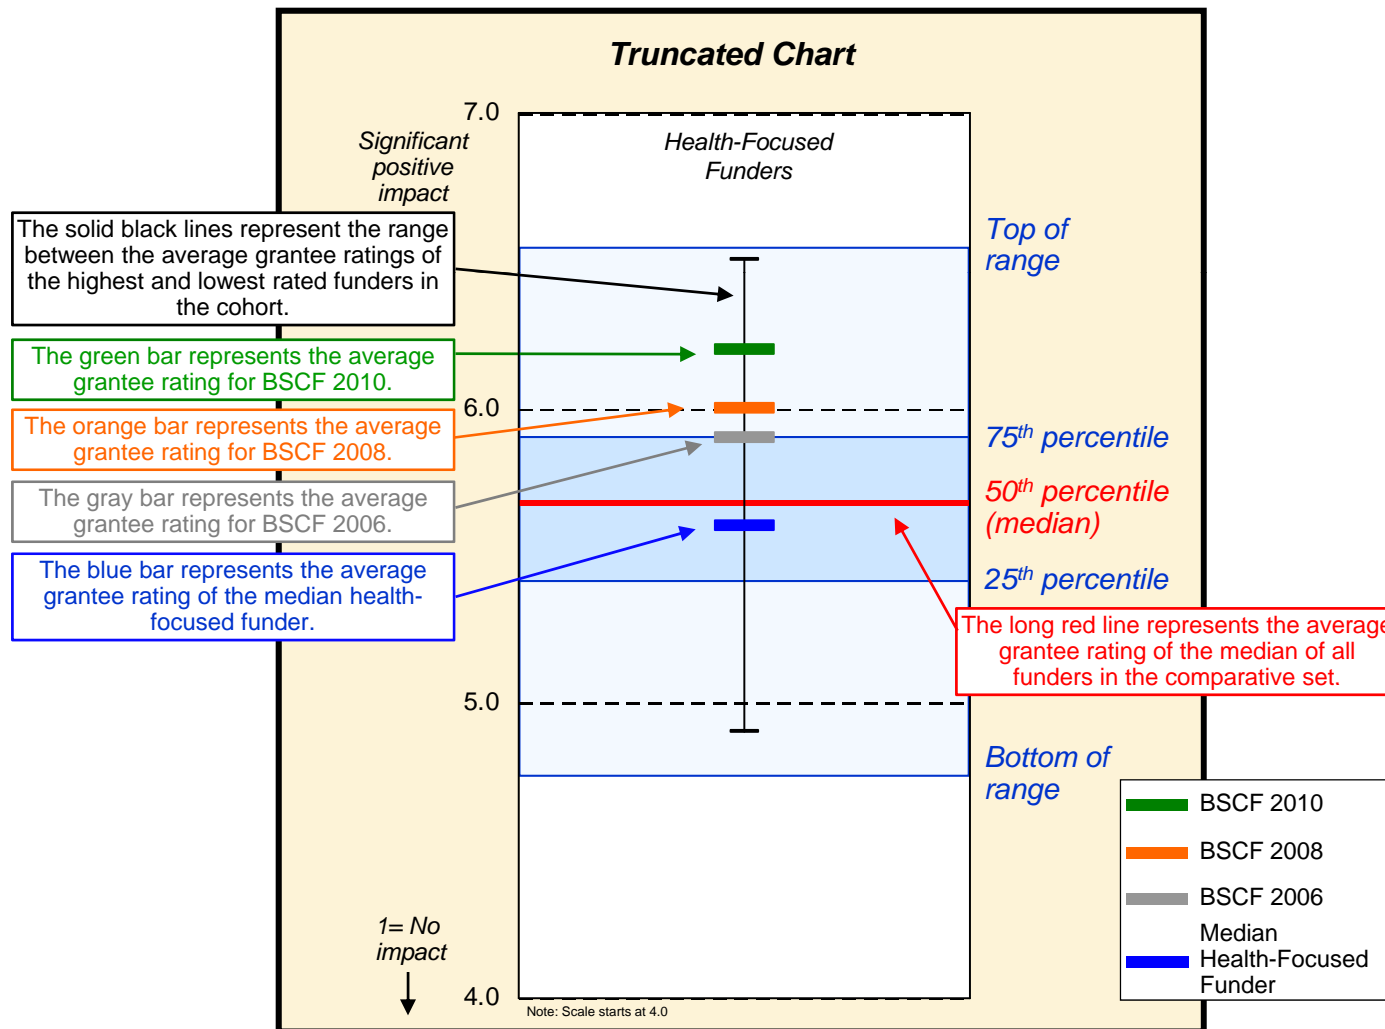 Truncated Chart
7.0
Significant
positive
impact
Health-Focused
Funders
The solid black lines represent the range
between the average grantee ratings of
the highest and lowest rated funders in
the cohort.
Top of
range
The green bar represents the average
grantee rating for BSCF 2010.
6.0
The orange bar represents the average
grantee rating for BSCF 2008.
75th percentile
The gray bar represents the average
grantee rating for BSCF 2006.
50th percentile
(median)
The blue bar represents the average
grantee rating of the median health-
focused funder.
25th percentile
The long red line represents the average
grantee rating of the median of all
funders in the comparative set.
5.0
Bottom of
range
BSCF 2010
BSCF 2008
BSCF 2006
Median
Health-Focused
Funder
1= No
impact
4.0
Note: Scale starts at 4.0